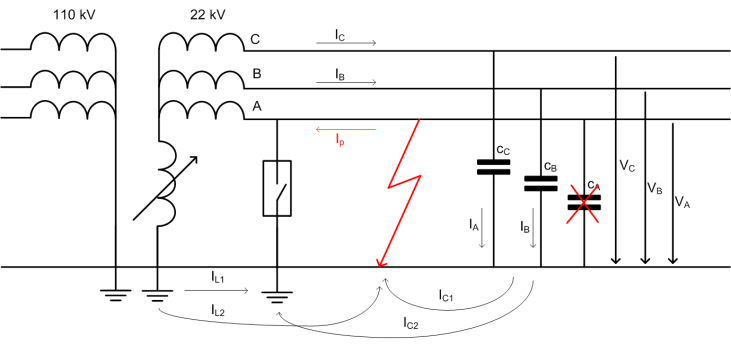 110 kV
22 kV
C
I_C
B
I_B
A
I_p
c_C
c_B
c_A
V_C
V_B
V_A
I_A
I_B
I_L1
I_L2
I_C1
I_C2